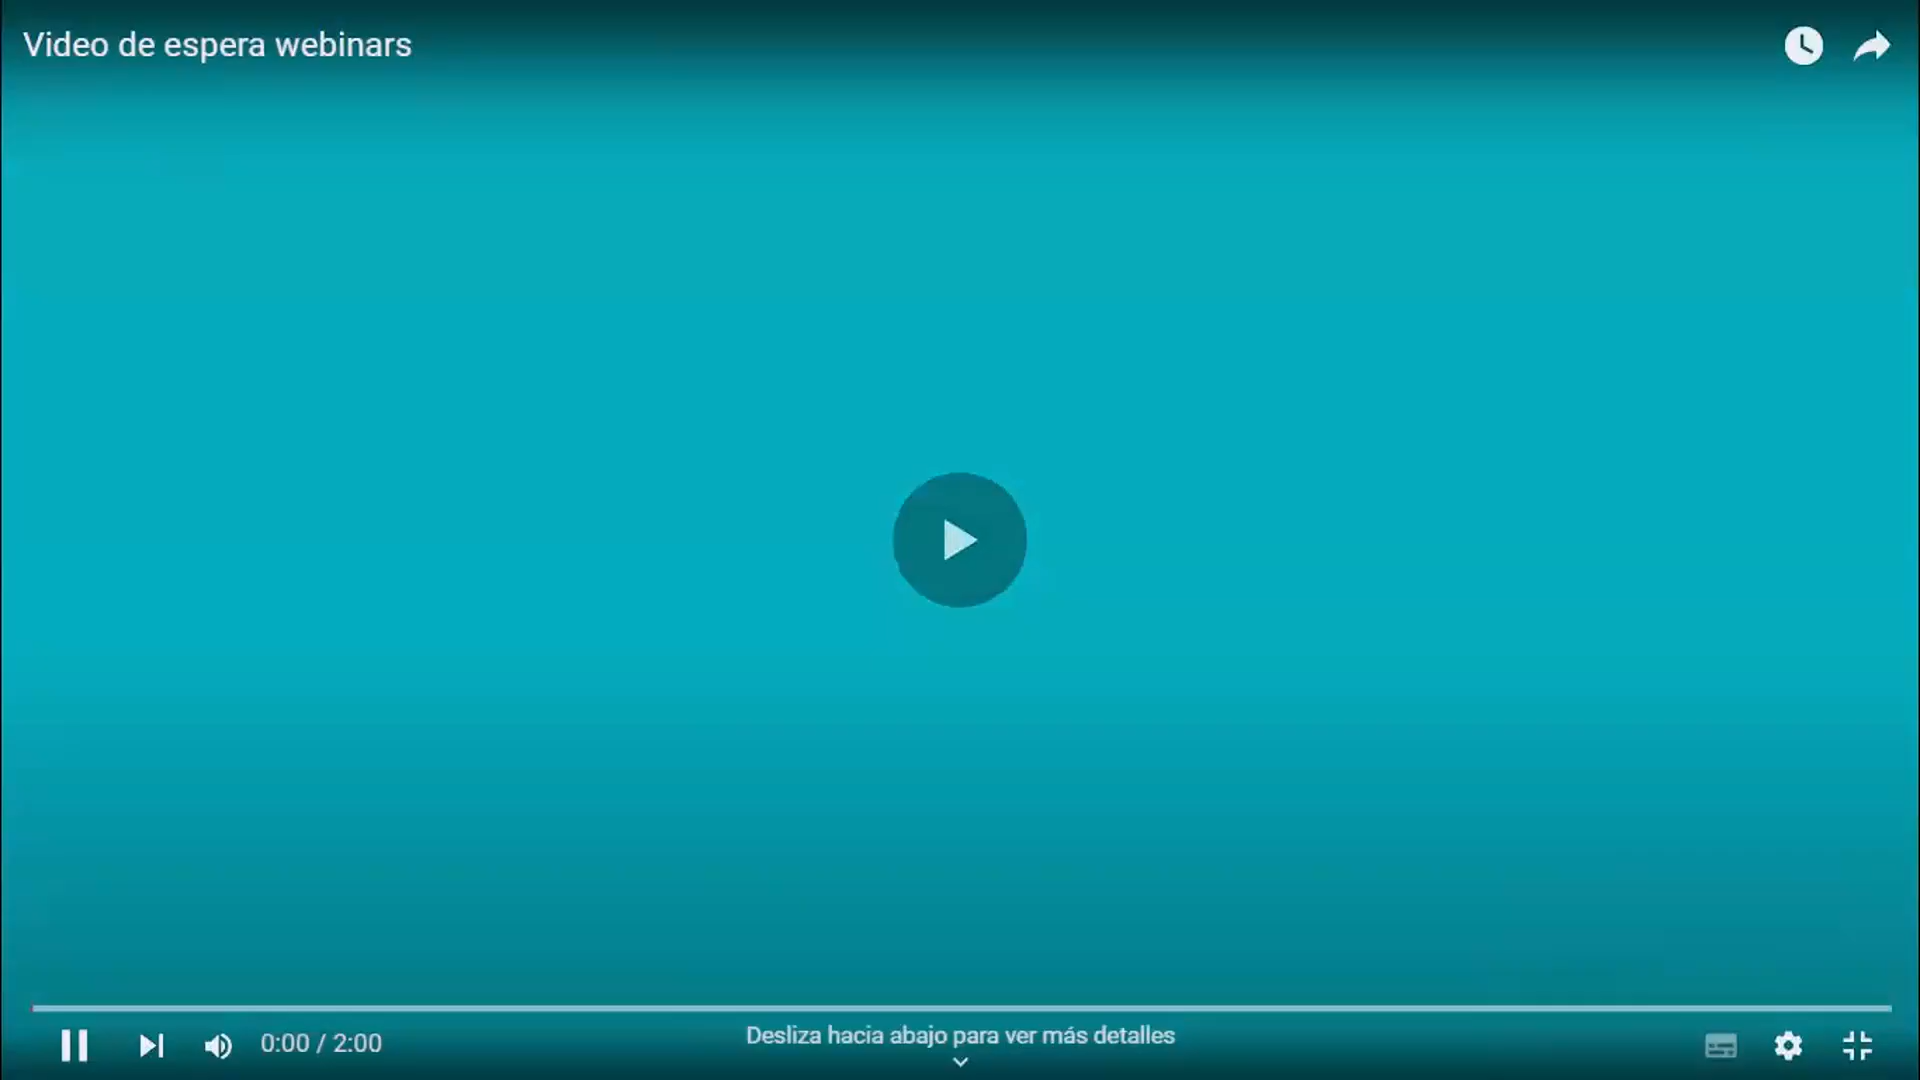 Video de espera webinars
0:00 / 2:00
Desliza hacia abajo para ver más detalles